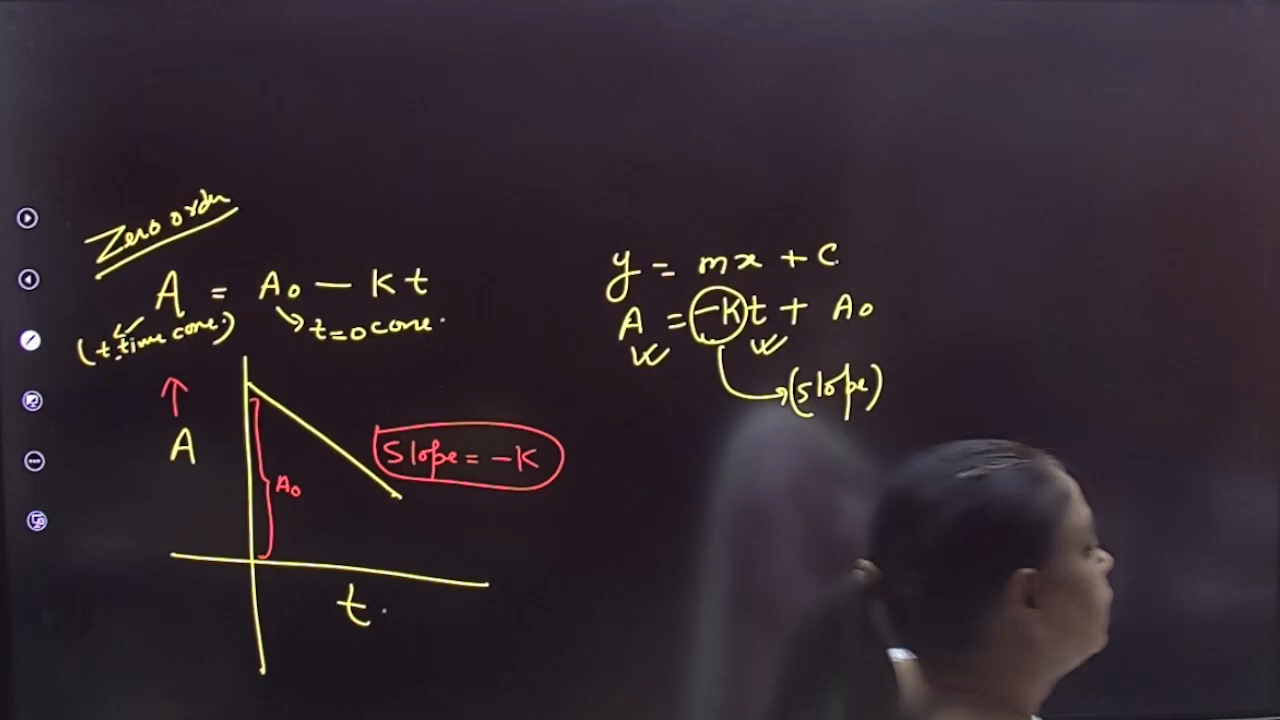 Zero order
A = A₀ - Kt
(t. time conc.)
t=0 conc.
A
A₀
Slope = -K
t.
y = mx + c
A = -Kt + A₀
(slope)